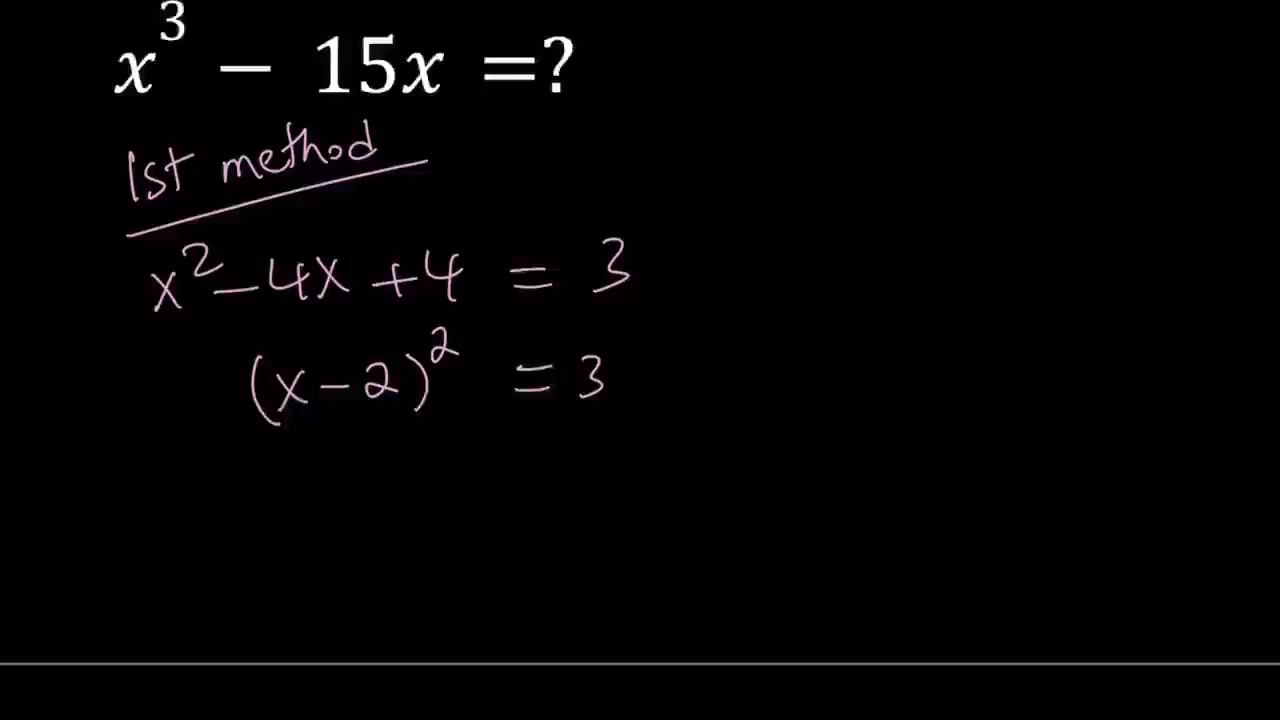 x³ − 15x =?
1st method
x² − 4x + 4 = 3
(x − 2)² = 3